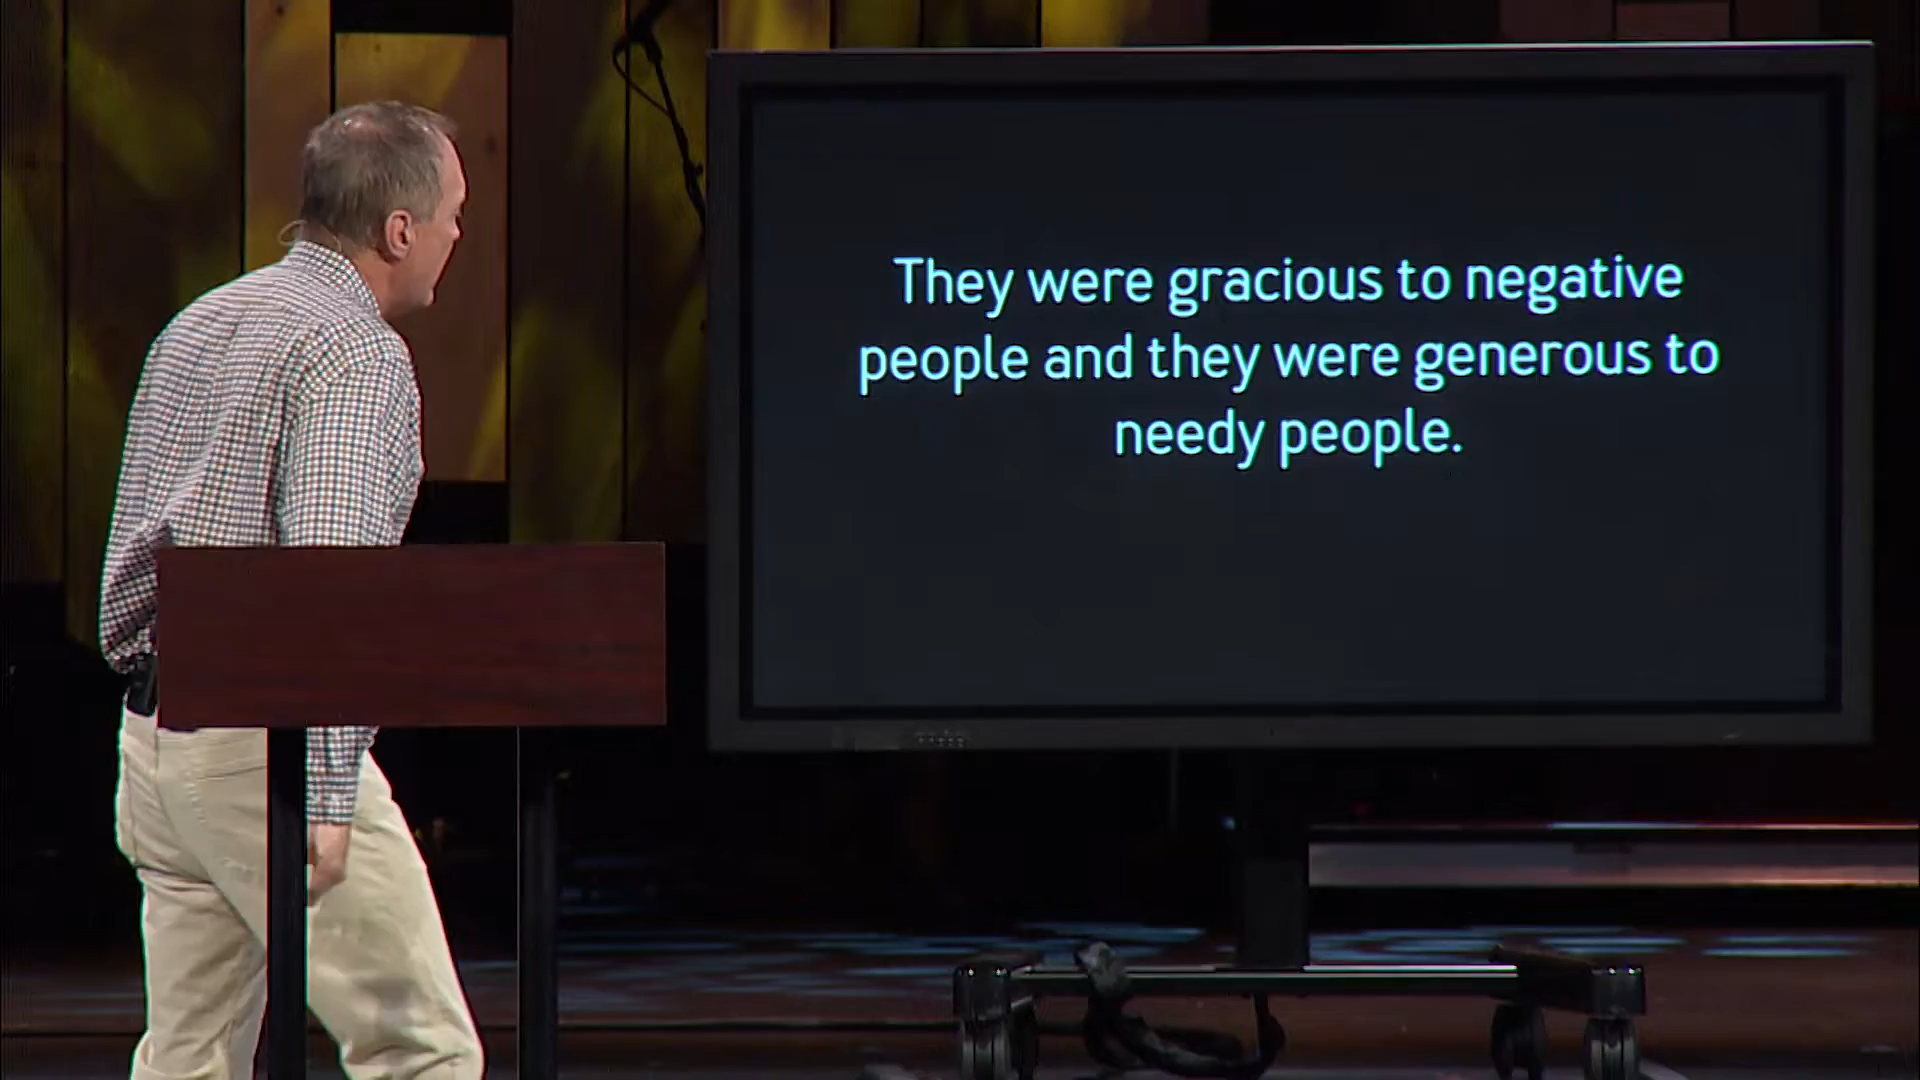 They were gracious to negative
people and they were generous to
needy people.